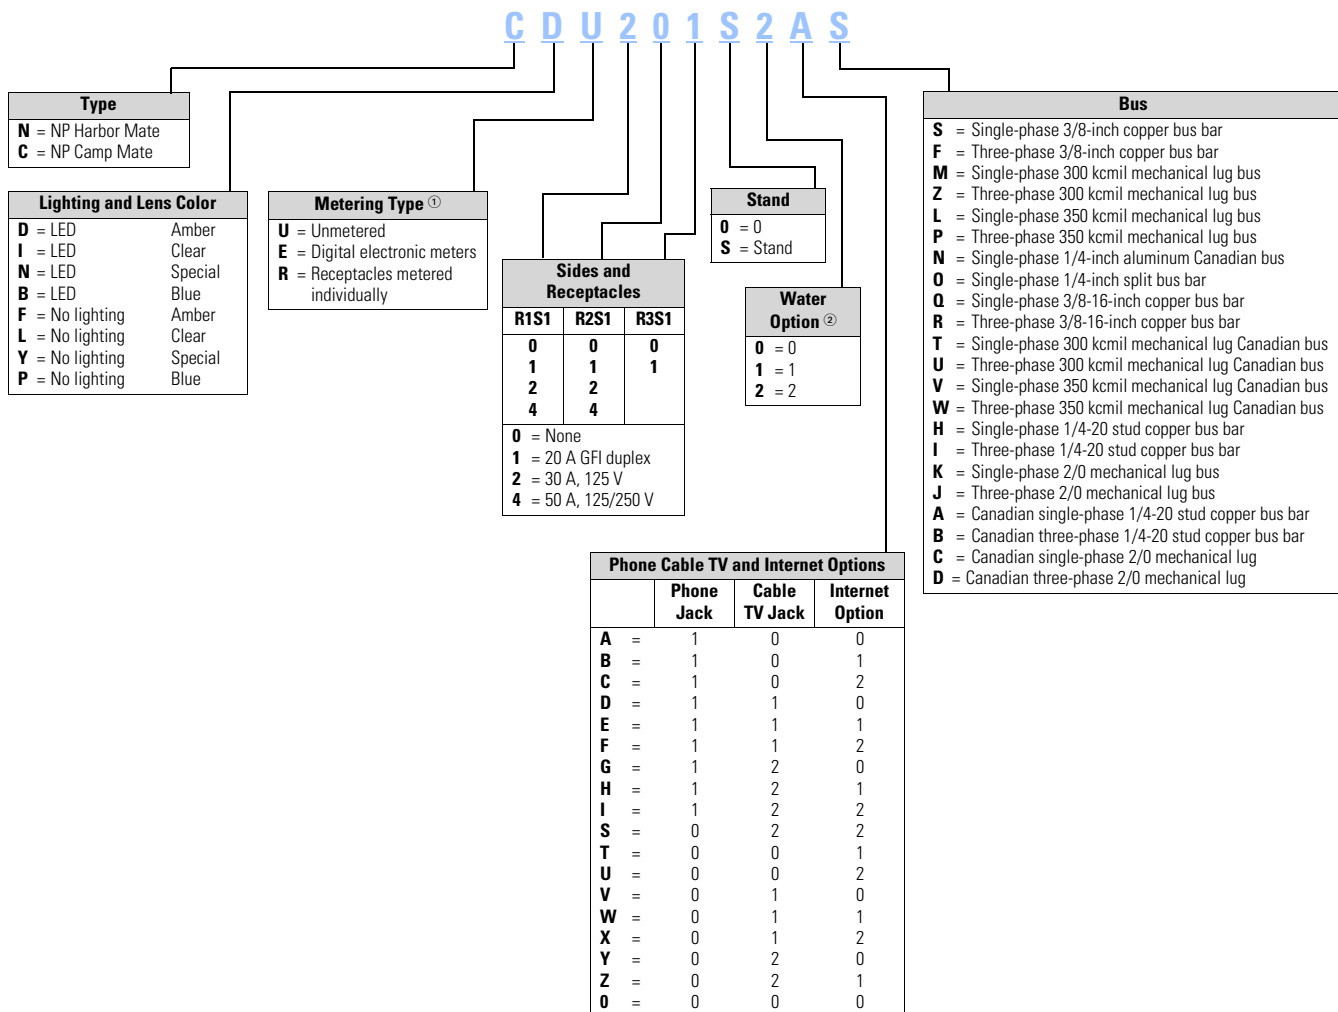 C D U 2 0 1 S 2 A S
Type
N = NP Harbor Mate
C = NP Camp Mate
Lighting and Lens Color
D = LED Amber
I = LED Clear
N = LED Special
B = LED Blue
F = No lighting Amber
L = No lighting Clear
Y = No lighting Special
P = No lighting Blue
Metering Type ①
U = Unmetered
E = Digital electronic meters
R = Receptacles metered
individually
Sides and
Receptacles
R1S1 R2S1 R3S1
0 0 0
1 1 1
2 2
4 4
0 = None
1 = 20 A GFI duplex
2 = 30 A, 125 V
4 = 50 A, 125/250 V
Stand
0 = 0
S = Stand
Water
Option ②
0 = 0
1 = 1
2 = 2
Phone Cable TV and Internet Options
Phone Cable Internet
Jack TV Jack Option
A = 1 0 0
B = 1 0 1
C = 1 0 2
D = 1 1 0
E = 1 1 1
F = 1 1 2
G = 1 2 0
H = 1 2 1
I = 1 2 2
S = 0 2 2
T = 0 0 1
U = 0 0 2
V = 0 1 0
W = 0 1 1
X = 0 1 2
Y = 0 2 0
Z = 0 2 1
0 = 0 0 0
Bus
S = Single-phase 3/8-inch copper bus bar
F = Three-phase 3/8-inch copper bus bar
M = Single-phase 300 kcmil mechanical lug bus
Z = Three-phase 300 kcmil mechanical lug bus
L = Single-phase 350 kcmil mechanical lug bus
P = Three-phase 350 kcmil mechanical lug bus
N = Single-phase 1/4-inch aluminum Canadian bus
O = Single-phase 1/4-inch split bus bar
Q = Single-phase 3/8-16-inch copper bus bar
R = Three-phase 3/8-16-inch copper bus bar
T = Single-phase 300 kcmil mechanical lug Canadian bus
U = Three-phase 300 kcmil mechanical lug Canadian bus
V = Single-phase 350 kcmil mechanical lug Canadian bus
W = Three-phase 350 kcmil mechanical lug Canadian bus
H = Single-phase 1/4-20 stud copper bus bar
I = Three-phase 1/4-20 stud copper bus bar
K = Single-phase 2/0 mechanical lug bus
J = Three-phase 2/0 mechanical lug bus
A = Canadian single-phase 1/4-20 stud copper bus bar
B = Canadian three-phase 1/4-20 stud copper bus bar
C = Canadian single-phase 2/0 mechanical lug
D = Canadian three-phase 2/0 mechanical lug